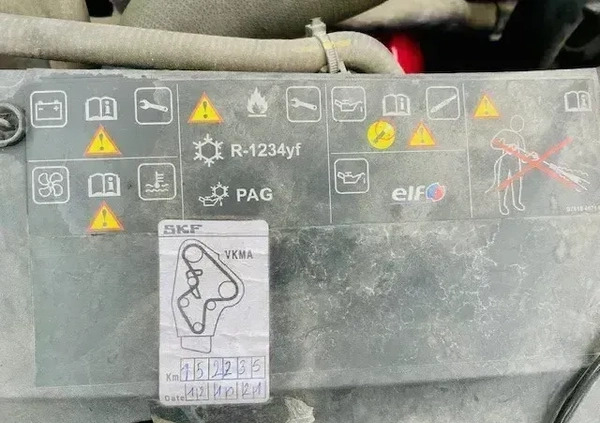 R-1234yf
PAG
elf
SKF
VKMA
Km 152235
Date 12 10 21